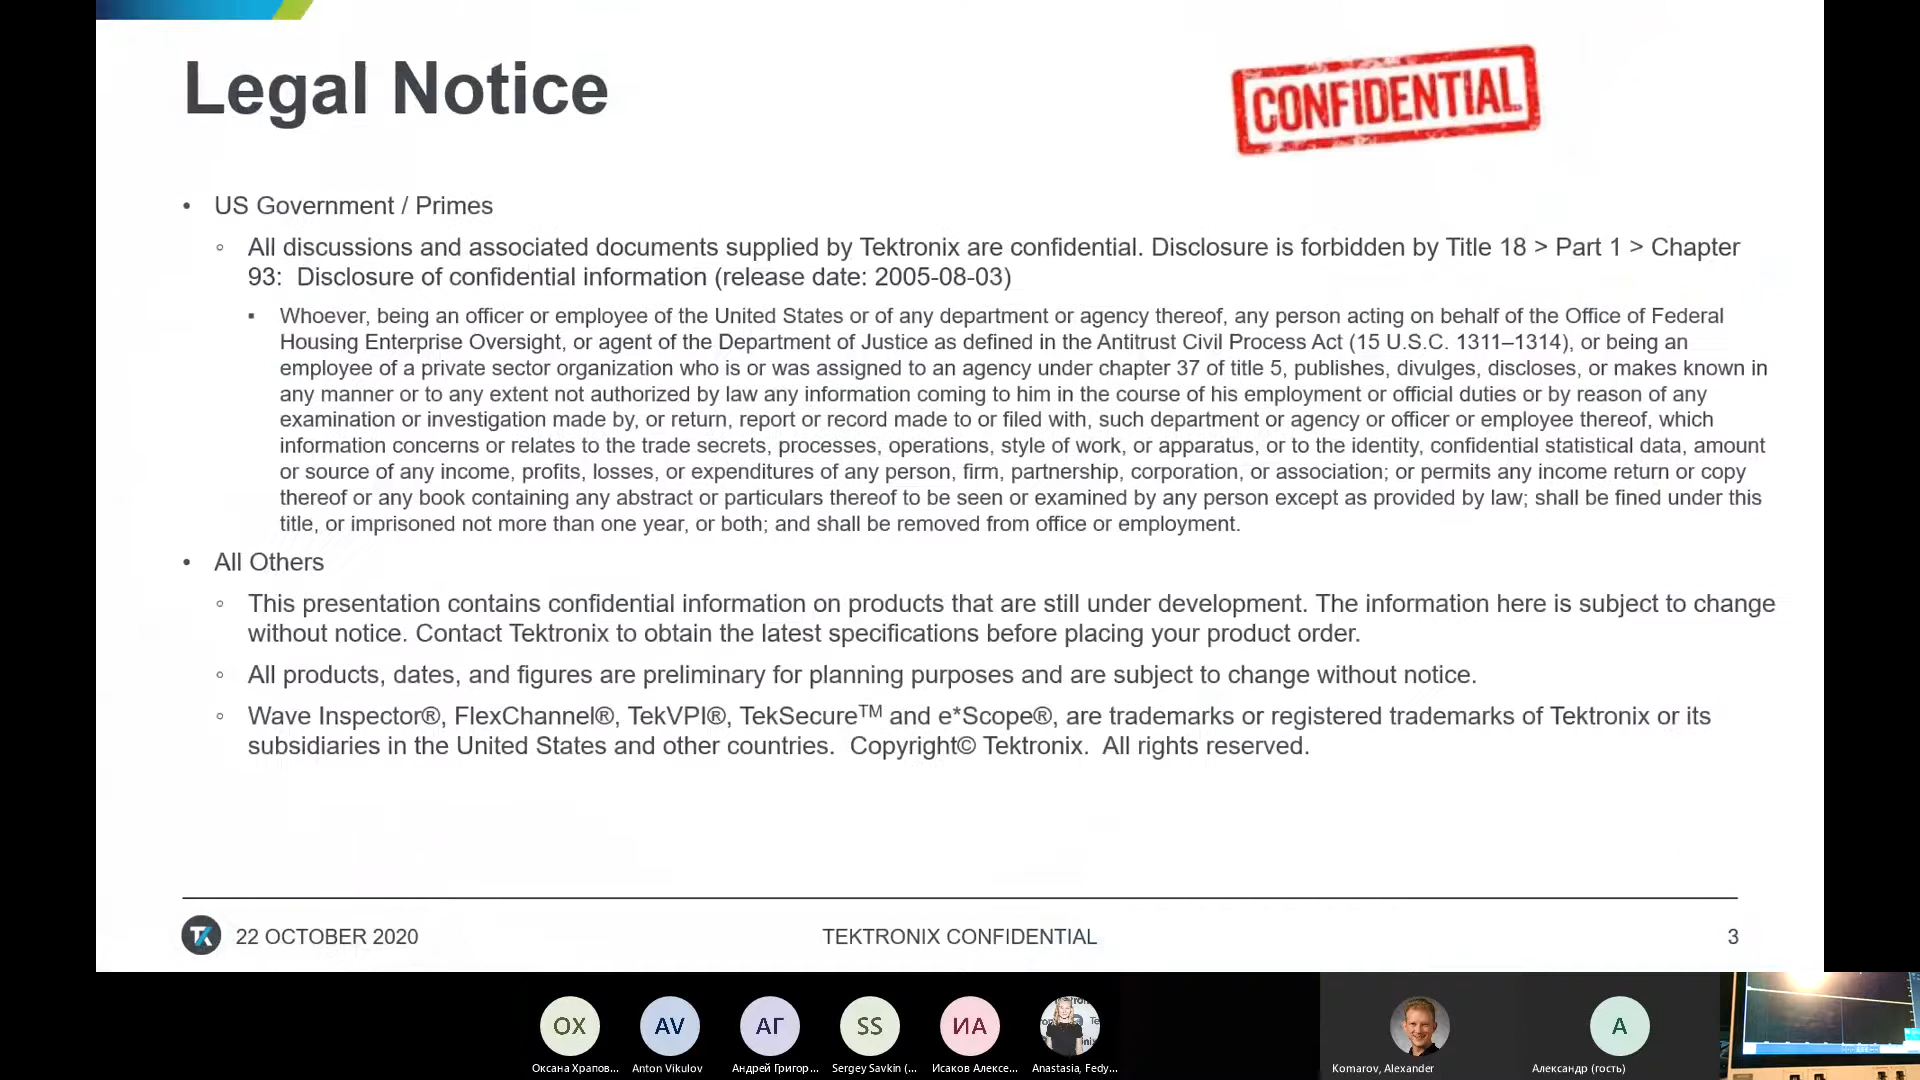 Legal Notice
CONFIDENTIAL
• US Government / Primes
◦ All discussions and associated documents supplied by Tektronix are confidential. Disclosure is forbidden by Title 18 > Part 1 > Chapter
93:  Disclosure of confidential information (release date: 2005-08-03)
▪ Whoever, being an officer or employee of the United States or of any department or agency thereof, any person acting on behalf of the Office of Federal
Housing Enterprise Oversight, or agent of the Department of Justice as defined in the Antitrust Civil Process Act (15 U.S.C. 1311–1314), or being an
employee of a private sector organization who is or was assigned to an agency under chapter 37 of title 5, publishes, divulges, discloses, or makes known in
any manner or to any extent not authorized by law any information coming to him in the course of his employment or official duties or by reason of any
examination or investigation made by, or return, report or record made to or filed with, such department or agency or officer or employee thereof, which
information concerns or relates to the trade secrets, processes, operations, style of work, or apparatus, or to the identity, confidential statistical data, amount
or source of any income, profits, losses, or expenditures of any person, firm, partnership, corporation, or association; or permits any income return or copy
thereof or any book containing any abstract or particulars thereof to be seen or examined by any person except as provided by law; shall be fined under this
title, or imprisoned not more than one year, or both; and shall be removed from office or employment.
• All Others
◦ This presentation contains confidential information on products that are still under development. The information here is subject to change
without notice. Contact Tektronix to obtain the latest specifications before placing your product order.
◦ All products, dates, and figures are preliminary for planning purposes and are subject to change without notice.
◦ Wave Inspector®, FlexChannel®, TekVPI®, TekSecure™ and e*Scope®, are trademarks or registered trademarks of Tektronix or its
subsidiaries in the United States and other countries.  Copyright© Tektronix.  All rights reserved.
22 OCTOBER 2020
TEKTRONIX CONFIDENTIAL
3
ОХ
AV
АГ
SS
ИА
А
Оксана Храпов...
Anton Vikulov
Андрей Григор...
Sergey Savkin (...
Исаков Алексе...
Anastasia, Fedy...
Komarov, Alexander
Александр (гость)